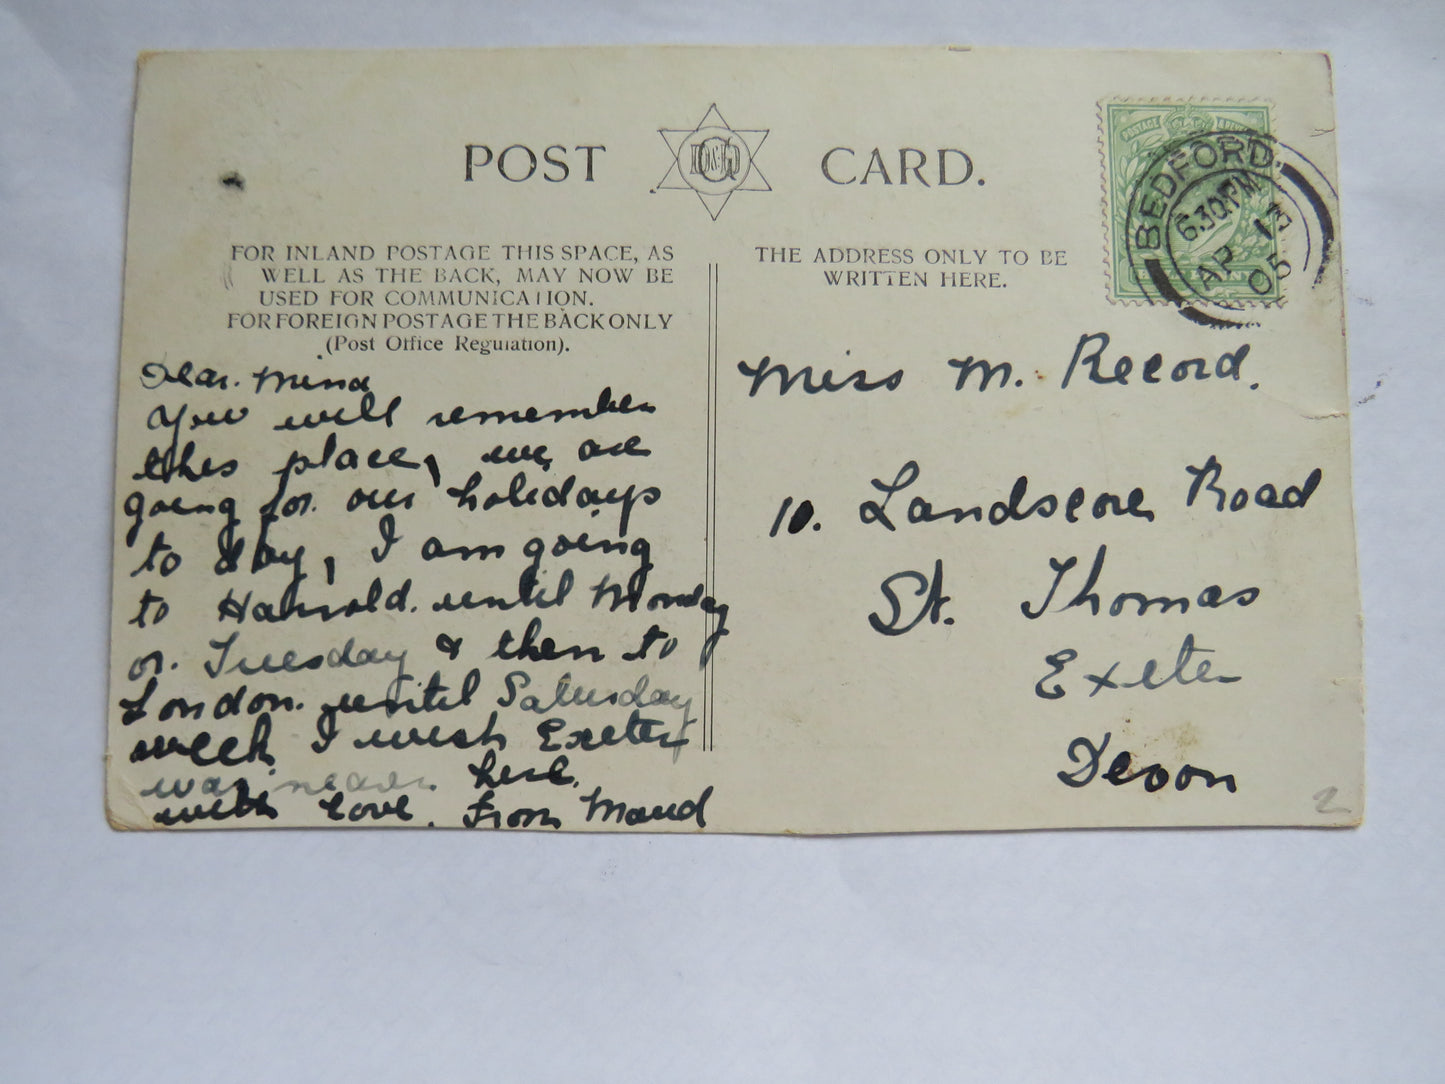 POST CARD.
FOR INLAND POSTAGE THIS SPACE, AS
WELL AS THE BACK, MAY NOW BE
USED FOR COMMUNICATION.
FOR FOREIGN POSTAGE THE BACK ONLY
(Post Office Regulation).
THE ADDRESS ONLY TO BE
WRITTEN HERE.
POSTAGE
BEDFORD.
6.30 PM
AP 13
05
Dear. Mina
You will remember
this place, we are
going for our holidays
to day, I am going
to Harrold. until Monday
or. Tuesday & then to
London. until Saturday
week I wish Exeter
was nearer here.
with love. From Maud
Miss M. Record.
10. Landscore Road
St. Thomas
Exeter
Devon
2